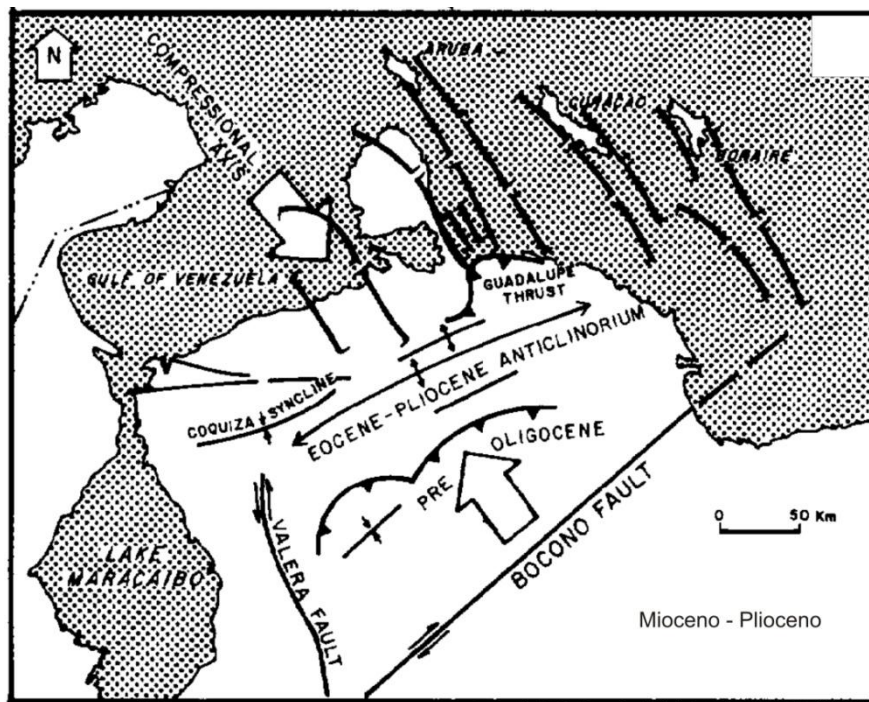 N
COMPRESSIONAL
AXIS
ARUBA
CURACAO
BONAIRE
GULF OF VENEZUELA
GUADALUPE
THRUST
EOCENE-PLIOCENE ANTICLINORIUM
COQUIZA SYNCLINE
PRE OLIGOCENE
VALERA FAULT
BOCONO FAULT
LAKE
MARACAIBO
0 50 Km
Mioceno - Plioceno